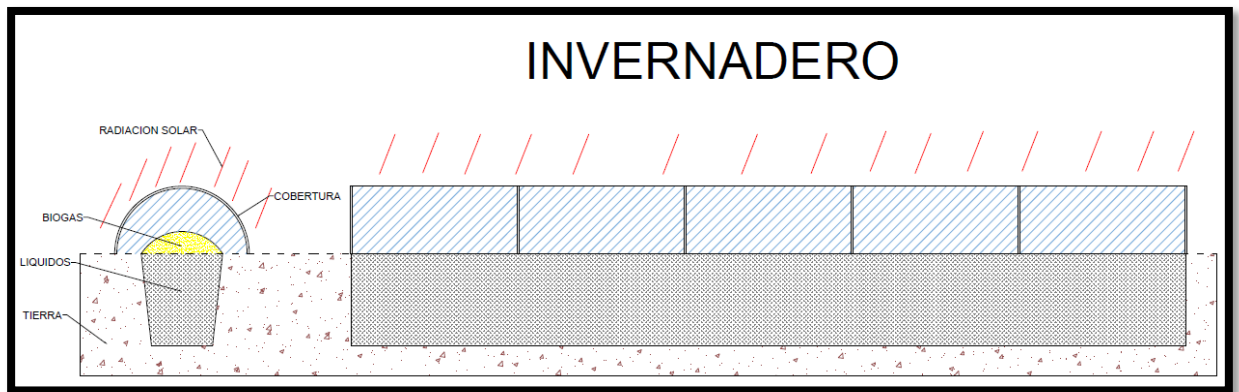 INVERNADERO
RADIACION SOLAR
COBERTURA
BIOGAS
LIQUIDOS
TIERRA